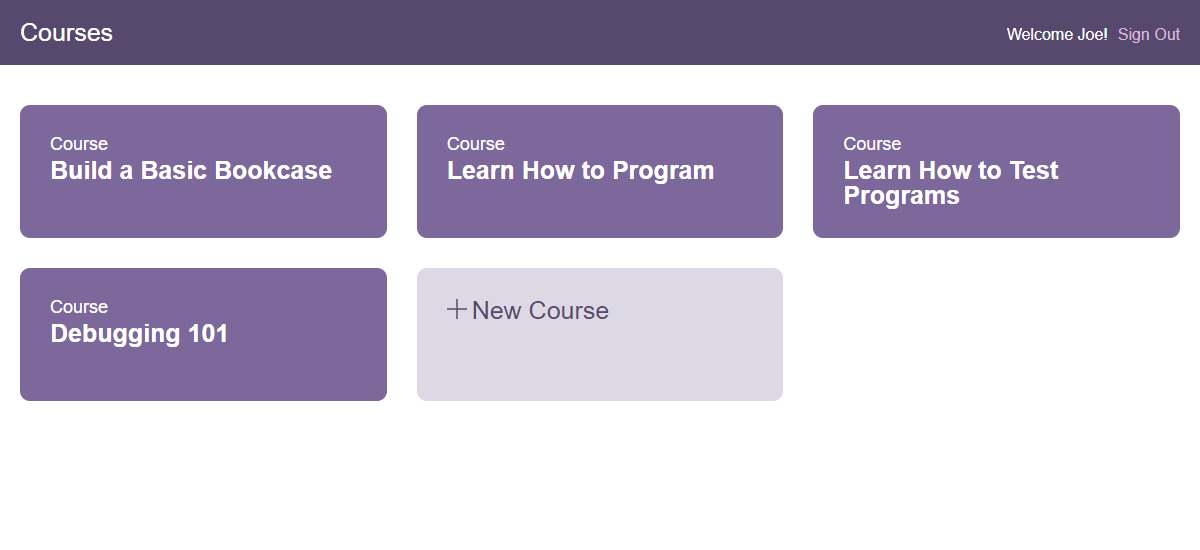 Courses
Welcome Joe! Sign Out
Course
Build a Basic Bookcase
Course
Learn How to Program
Course
Learn How to Test
Programs
Course
Debugging 101
New Course